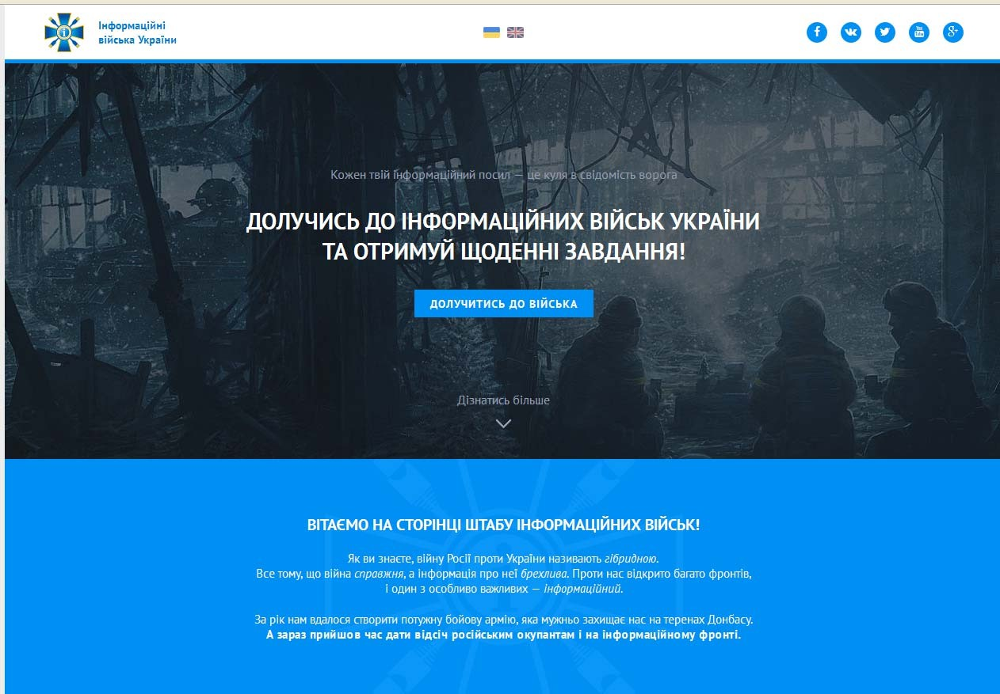 Інформаційні
війська України
Кожен твій інформаційний посил — це куля в свідомість ворога
ДОЛУЧИСЬ ДО ІНФОРМАЦІЙНИХ ВІЙСЬК УКРАЇНИ
ТА ОТРИМУЙ ЩОДЕННІ ЗАВДАННЯ!
ДОЛУЧИТИСЬ ДО ВІЙСЬКА
Дізнатись більше
ВІТАЄМО НА СТОРІНЦІ ШТАБУ ІНФОРМАЦІЙНИХ ВІЙСЬК!
Як ви знаєте, війну Росії проти України називають гібридною.
Все тому, що війна справжня, а інформація про неї брехлива. Проти нас відкрито багато фронтів,
і один з особливо важливих — інформаційний.
За рік нам вдалося створити потужну бойову армію, яка мужньо захищає нас на теренах Донбасу.
А зараз прийшов час дати відсіч російським окупантам і на інформаційному фронті.